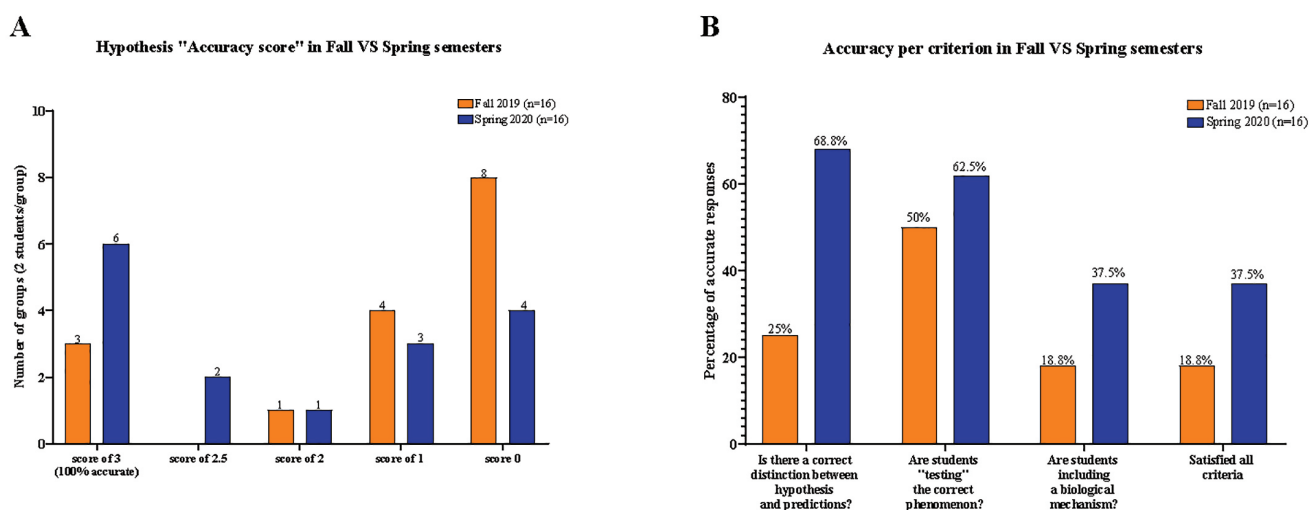 A
Hypothesis "Accuracy score" in Fall VS Spring semesters
Fall 2019 (n=16)
Spring 2020 (n=16)
Number of groups (2 students/group)
10
8
6
4
2
0
3
6
2
1
1
4
3
8
4
score of 3
(100% accurate)
score of 2.5
score of 2
score of 1
score 0
B
Accuracy per criterion in Fall VS Spring semesters
Fall 2019 (n=16)
Spring 2020 (n=16)
Percentage of accurate responses
80
60
40
20
0
25%
68.8%
50%
62.5%
18.8%
37.5%
18.8%
37.5%
Is there a correct
distinction between
hypothesis
and predictions?
Are students
"testing"
the correct
phenomenon?
Are students
including
a biological
mechanism?
Satisfied all
criteria